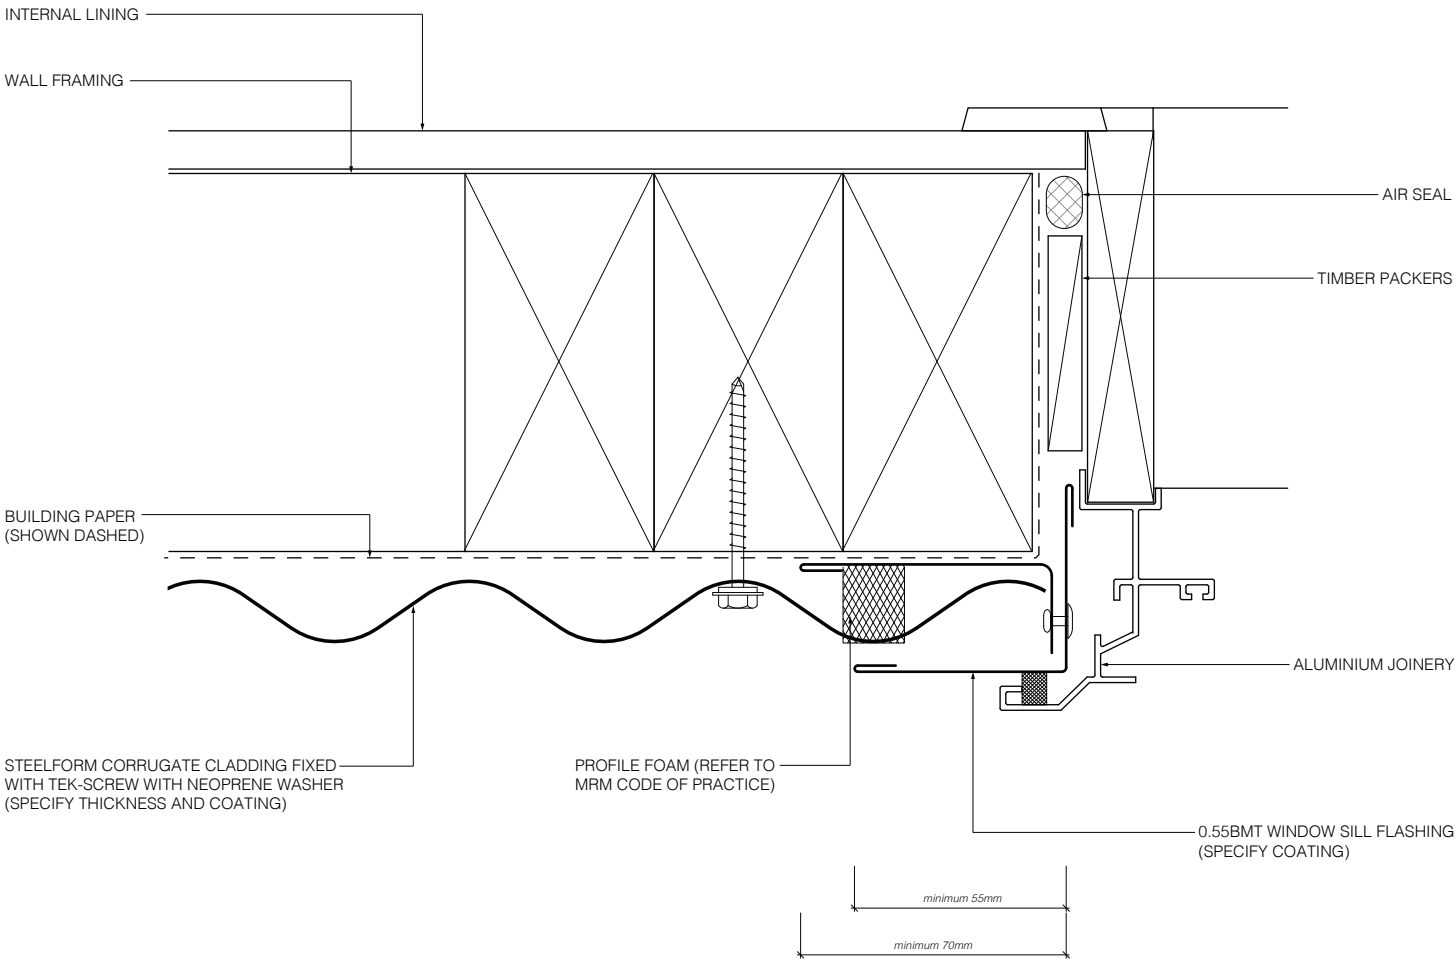 INTERNAL LINING
WALL FRAMING
AIR SEAL
TIMBER PACKERS
BUILDING PAPER
(SHOWN DASHED)
ALUMINIUM JOINERY
STEELFORM CORRUGATE CLADDING FIXED
WITH TEK-SCREW WITH NEOPRENE WASHER
(SPECIFY THICKNESS AND COATING)
PROFILE FOAM (REFER TO
MRM CODE OF PRACTICE)
0.55BMT WINDOW SILL FLASHING
(SPECIFY COATING)
minimum 55mm
minimum 70mm